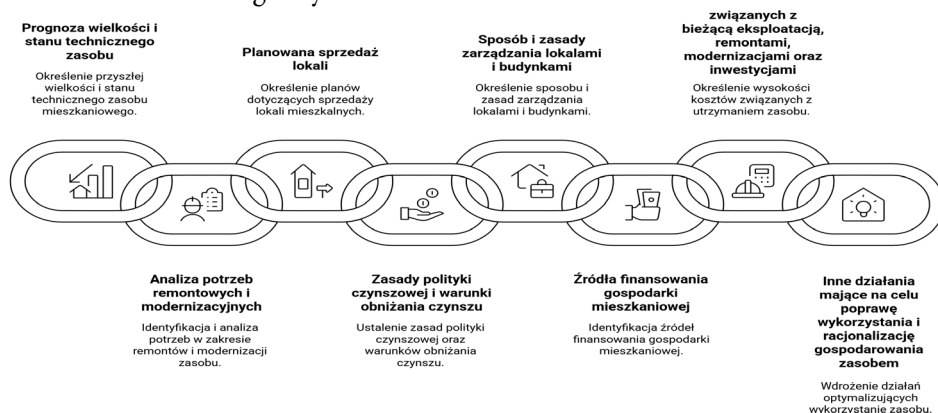 Prognoza wielkości i
stanu technicznego
zasobu
Określenie przyszłej
wielkości i stanu
technicznego zasobu
mieszkaniowego.
Analiza potrzeb
remontowych i
modernizacyjnych
Identyfikacja i analiza
potrzeb w zakresie
remontów i modernizacji
zasobu.
Planowana sprzedaż
lokali
Określenie planów
dotyczących sprzedaży
lokali mieszkalnych.
Zasady polityki
czynszowej i warunki
obniżania czynszu
Ustalenie zasad polityki
czynszowej oraz
warunków obniżania
czynszu.
Sposób i zasady
zarządzania lokalami
i budynkami
Określenie sposobu i
zasad zarządzania
lokalami i budynkami.
Źródła finansowania
gospodarki
mieszkaniowej
Identyfikacja źródeł
finansowania gospodarki
mieszkaniowej.
związanych z
bieżącą eksploatacją,
remontami,
modernizacjami oraz
inwestycjami
Określenie wysokości
kosztów związanych z
utrzymaniem zasobu.
Inne działania
mające na celu
poprawę
wykorzystania i
racjonalizację
gospodarowania
zasobem
Wdrożenie działań
optymalizujących
wykorzystanie zasobu.